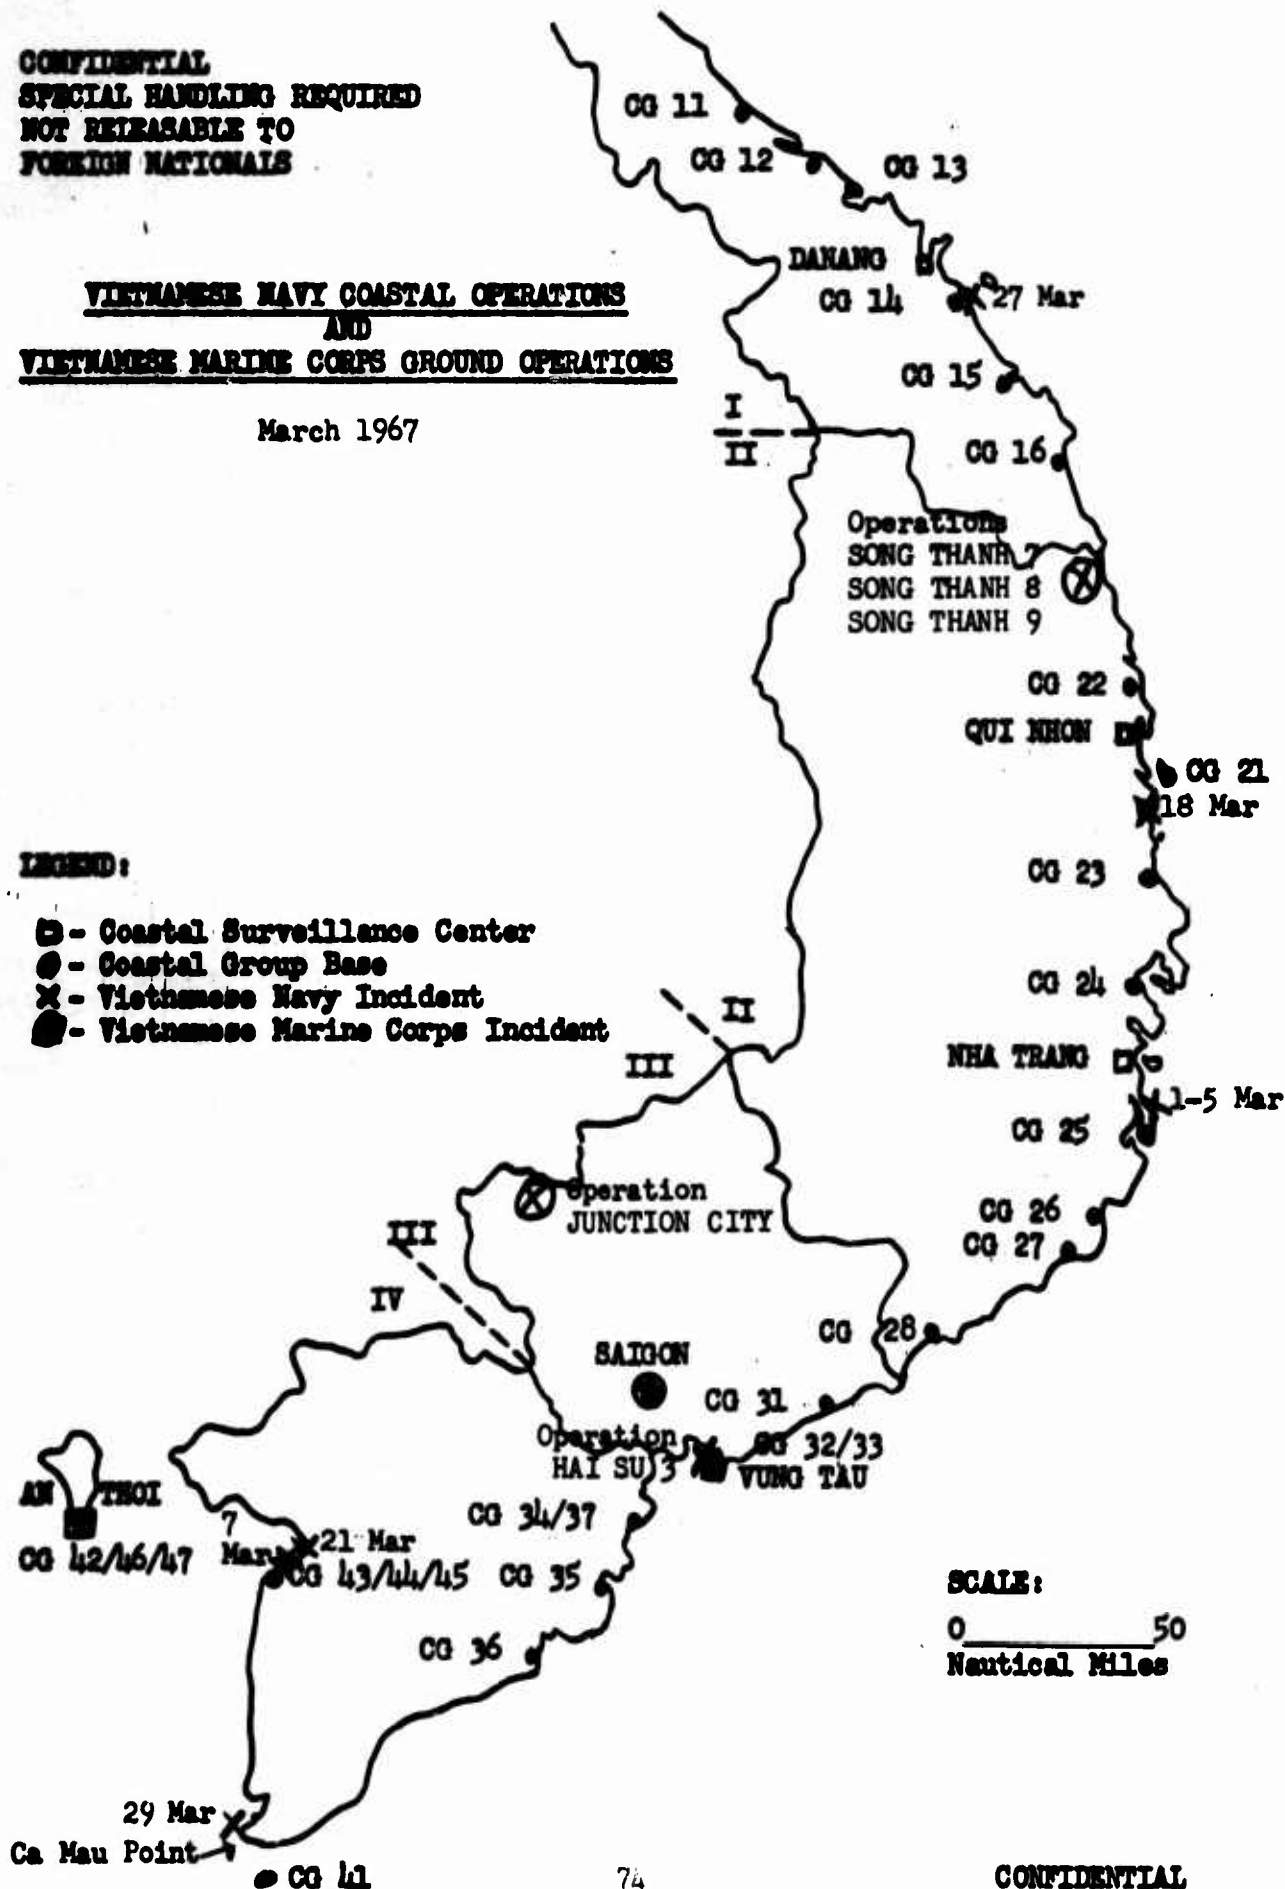 CONFIDENTIAL
SPECIAL HANDLING REQUIRED
NOT RELEASABLE TO
FOREIGN NATIONALS
VIETNAMESE NAVY COASTAL OPERATIONS
AND
VIETNAMESE MARINE CORPS GROUND OPERATIONS
March 1967
CG 11
CG 12
CG 13
DANANG
CG 14
27 Mar
CG 15
I
II
CG 16
Operations
SONG THANH 7
SONG THANH 8
SONG THANH 9
CG 22
QUI NHON
CG 21
18 Mar
CG 23
LEGEND:
- Coastal Surveillance Center
- Coastal Group Base
- Vietnamese Navy Incident
- Vietnamese Marine Corps Incident
CG 24
II
III
NHA TRANG
1-5 Mar
CG 25
Operation
JUNCTION CITY
CG 26
CG 27
III
IV
CG 28
SAIGON
CG 31
Operation
HAI SU 3
CG 32/33
VUNG TAU
AN THOI
CG 42/46/47
CG 34/37
7
Mar
21 Mar
CG 43/44/45
CG 35
CG 36
SCALE:
0 50
Nautical Miles
29 Mar
Ca Mau Point
CG 41
74
CONFIDENTIAL